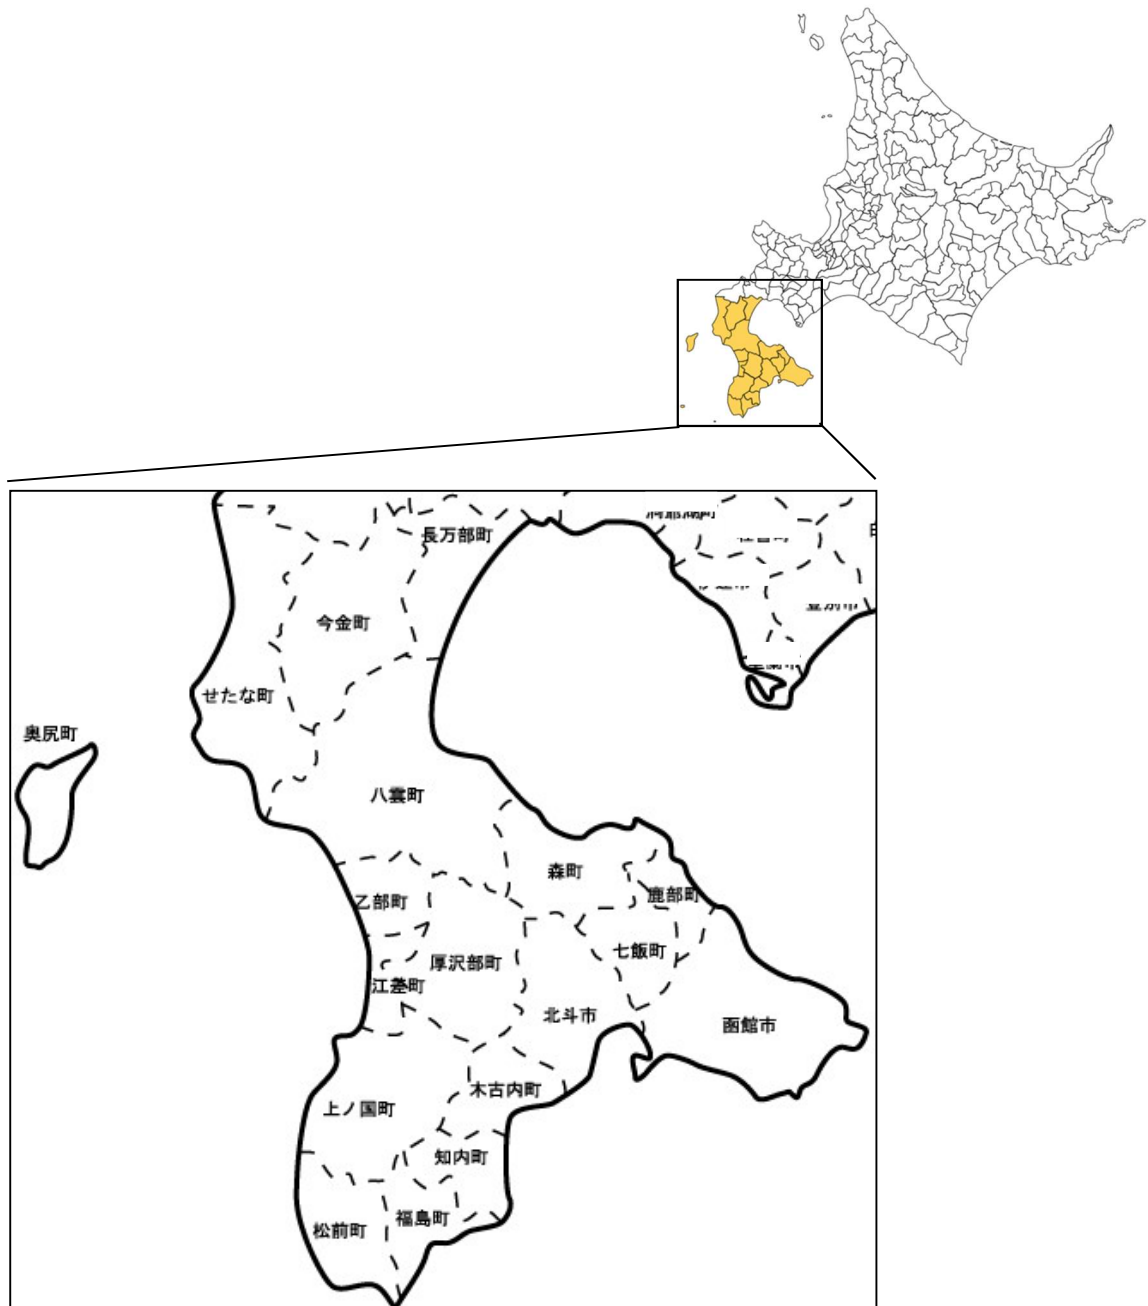 長万部町
今金町
せたな町
奥尻町
八雲町
森町
鹿部町
乙部町
七飯町
厚沢部町
江差町
北斗市
函館市
木古内町
上ノ国町
知内町
福島町
松前町